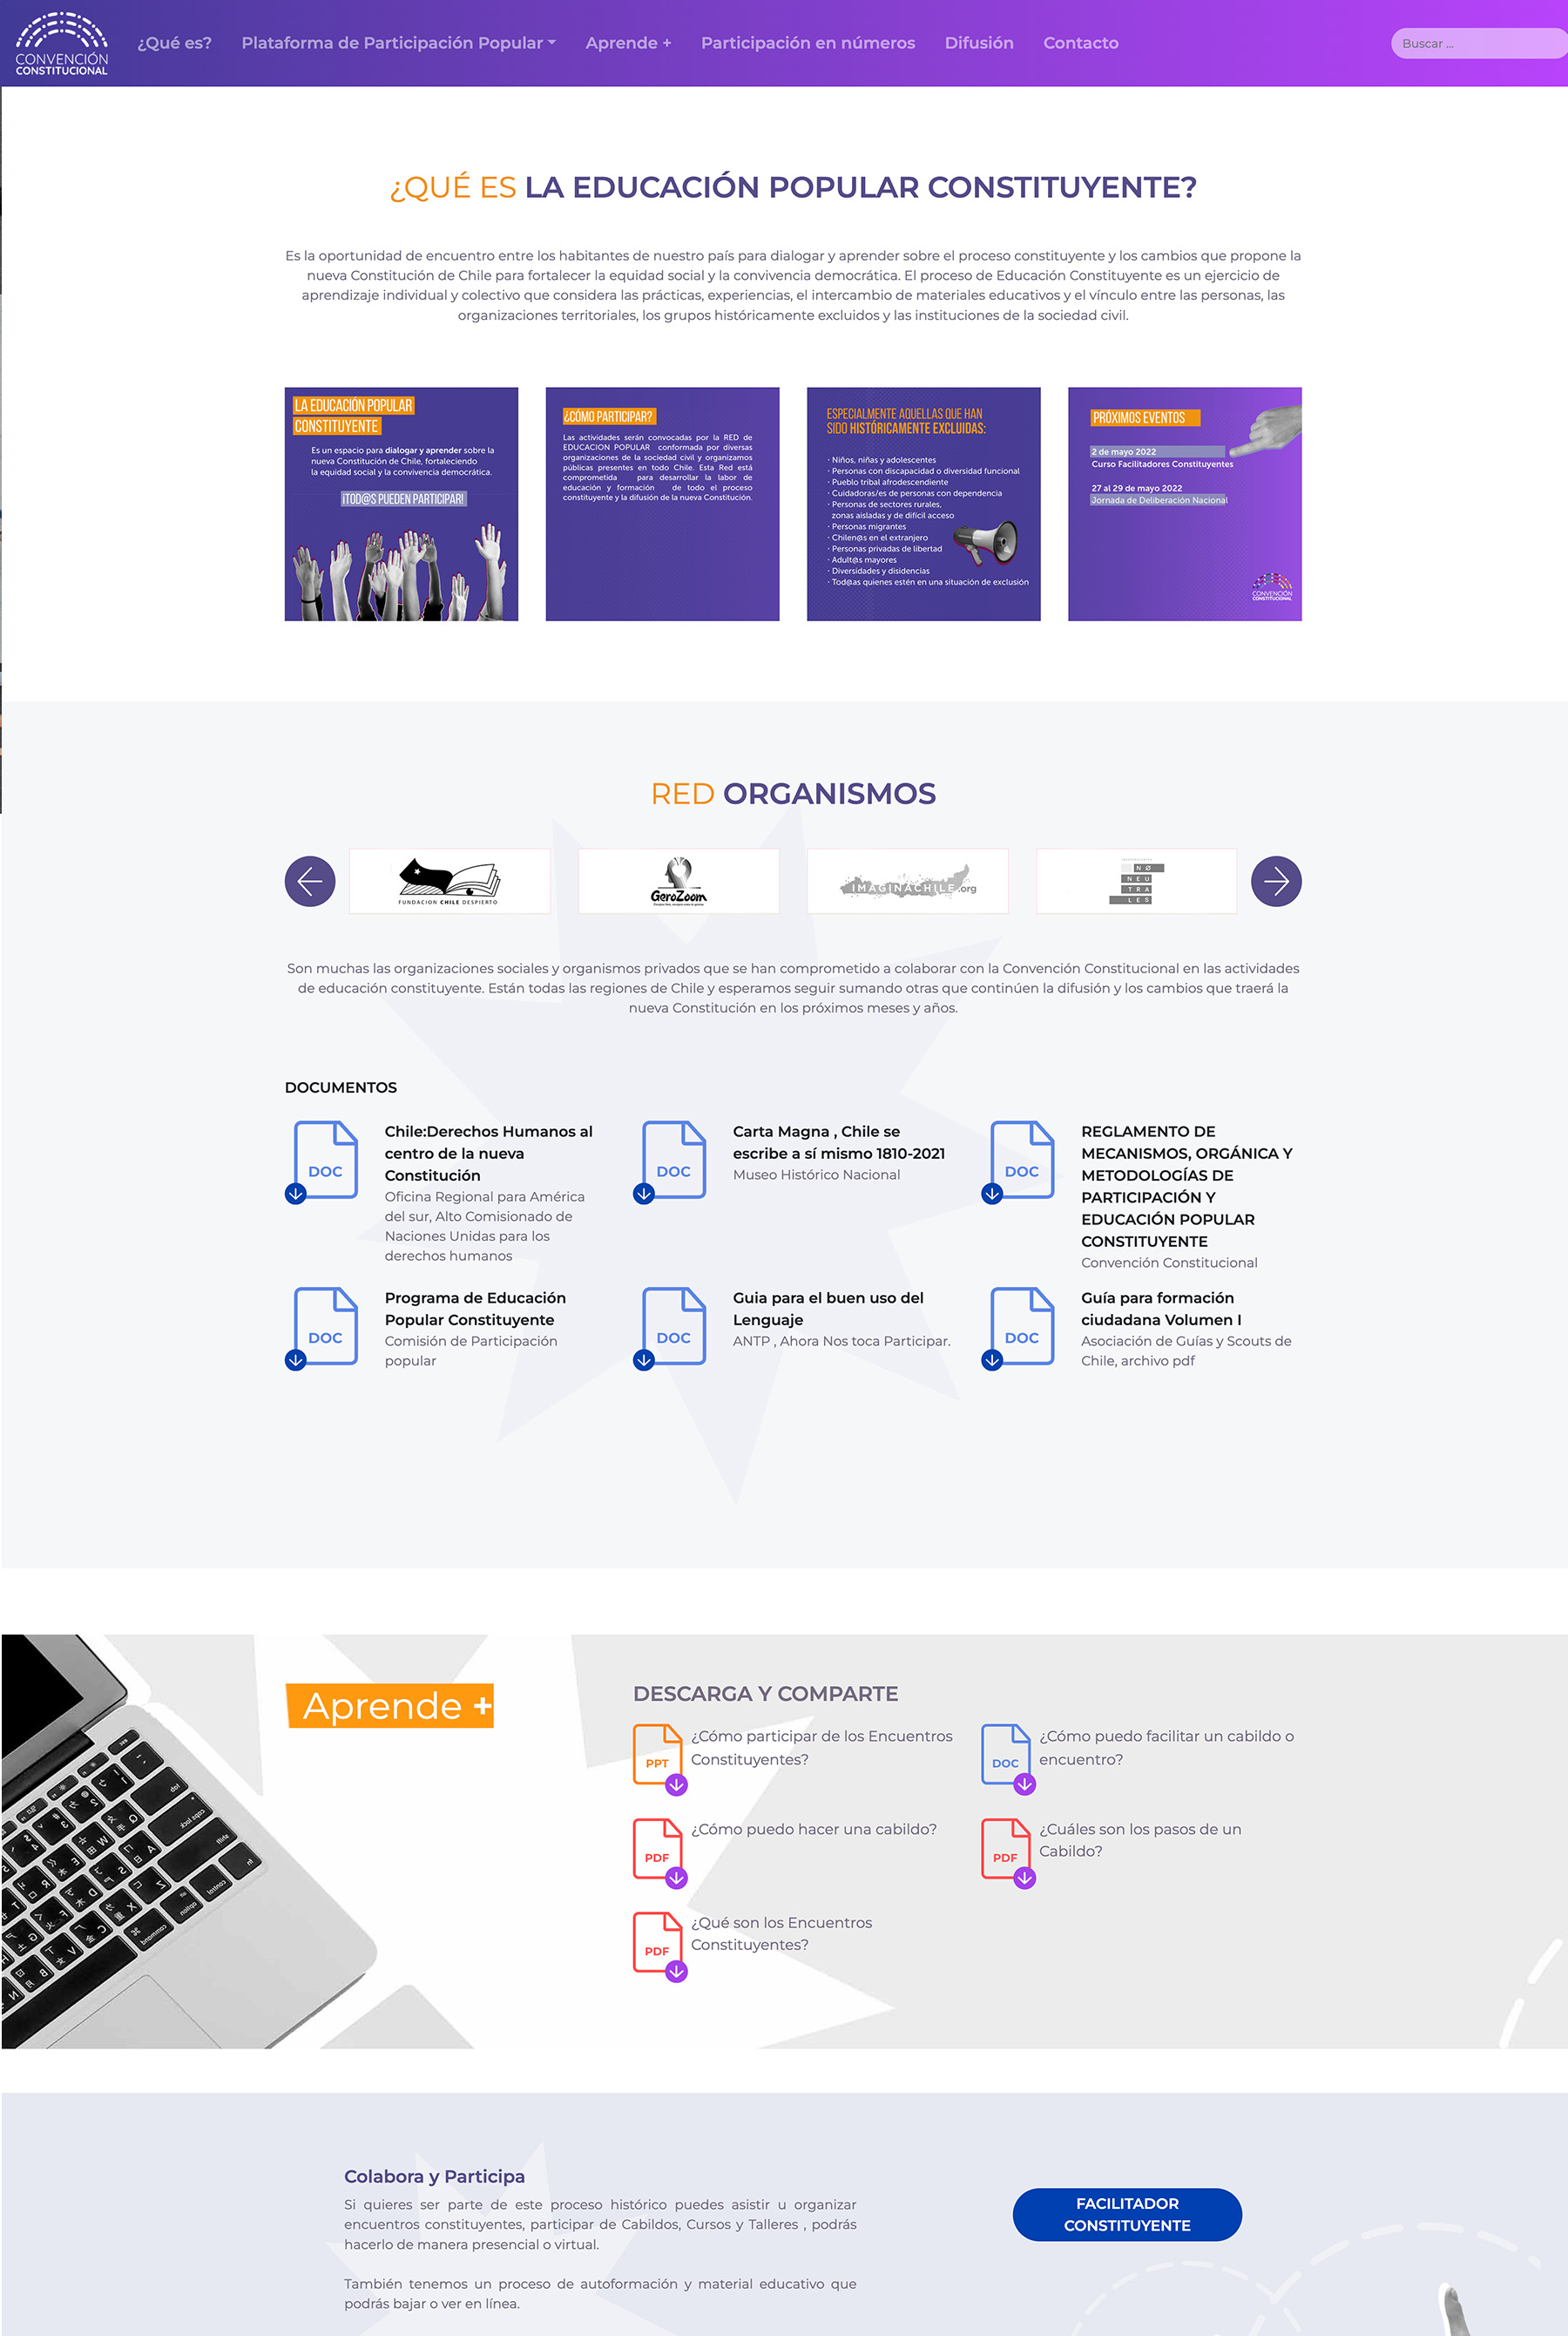 CONVENCIÓN
CONSTITUCIONAL
¿Qué es?
Plataforma de Participación Popular
Aprende +
Participación en números
Difusión
Contacto
Buscar ...
¿QUÉ ES LA EDUCACIÓN POPULAR CONSTITUYENTE?
Es la oportunidad de encuentro entre los habitantes de nuestro país para dialogar y aprender sobre el proceso constituyente y los cambios que propone la
nueva Constitución de Chile para fortalecer la equidad social y la convivencia democrática. El proceso de Educación Constituyente es un ejercicio de
aprendizaje individual y colectivo que considera las prácticas, experiencias, el intercambio de materiales educativos y el vínculo entre las personas, las
organizaciones territoriales, los grupos históricamente excluidos y las instituciones de la sociedad civil.
LA EDUCACIÓN POPULAR
CONSTITUYENTE
Es un espacio para dialogar y aprender sobre la
nueva Constitución de Chile, fortaleciendo
la equidad social y la convivencia democrática.
¡TOD@S PUEDEN PARTICIPAR!
¿CÓMO PARTICIPAR?
Las actividades serán convocadas por la RED de
EDUCACION POPULAR conformada por diversas
organizaciones de la sociedad civil y organizamos
públicas presentes en todo Chile. Esta Red está
comprometida para desarrollar la labor de
educación y formación de todo el proceso
constituyente y la difusión de la nueva Constitución.
ESPECIALMENTE AQUELLAS QUE HAN
SIDO HISTÓRICAMENTE EXCLUIDAS:
· Niños, niñas y adolescentes
· Personas con discapacidad o diversidad funcional
· Pueblo tribal afrodescendiente
· Cuidadoras/es de personas con dependencia
· Personas de sectores rurales,
zonas aisladas y de difícil acceso
· Personas migrantes
· Chilen@s en el extranjero
· Personas privadas de libertad
· Adult@s mayores
· Diversidades y disidencias
· Tod@as quienes estén en una situación de exclusión
PRÓXIMOS EVENTOS
2 de mayo 2022
Curso Facilitadores Constituyentes
27 al 29 de mayo 2022
Jornada de Deliberación Nacional
CONVENCIÓN
CONSTITUCIONAL
RED ORGANISMOS
FUNDACION CHILE DESPIERTO
GeroZoom
IMAGINACHILE.org
INDEPENDIENTES
NO
NEU
TRA
LES
Son muchas las organizaciones sociales y organismos privados que se han comprometido a colaborar con la Convención Constitucional en las actividades
de educación constituyente. Están todas las regiones de Chile y esperamos seguir sumando otras que continúen la difusión y los cambios que traerá la
nueva Constitución en los próximos meses y años.
DOCUMENTOS
DOC
Chile:Derechos Humanos al
centro de la nueva
Constitución
Oficina Regional para América
del sur, Alto Comisionado de
Naciones Unidas para los
derechos humanos
DOC
Carta Magna , Chile se
escribe a sí mismo 1810-2021
Museo Histórico Nacional
DOC
REGLAMENTO DE
MECANISMOS, ORGÁNICA Y
METODOLOGÍAS DE
PARTICIPACIÓN Y
EDUCACIÓN POPULAR
CONSTITUYENTE
Convención Constitucional
DOC
Programa de Educación
Popular Constituyente
Comisión de Participación
popular
DOC
Guia para el buen uso del
Lenguaje
ANTP , Ahora Nos toca Participar.
DOC
Guía para formación
ciudadana Volumen I
Asociación de Guías y Scouts de
Chile, archivo pdf
Aprende +
DESCARGA Y COMPARTE
PPT
¿Cómo participar de los Encuentros
Constituyentes?
DOC
¿Cómo puedo facilitar un cabildo o
encuentro?
PDF
¿Cómo puedo hacer una cabildo?
PDF
¿Cuáles son los pasos de un
Cabildo?
PDF
¿Qué son los Encuentros
Constituyentes?
Colabora y Participa
Si quieres ser parte de este proceso histórico puedes asistir u organizar
encuentros constituyentes, participar de Cabildos, Cursos y Talleres , podrás
hacerlo de manera presencial o virtual.
También tenemos un proceso de autoformación y material educativo que
podrás bajar o ver en línea.
FACILITADOR
CONSTITUYENTE